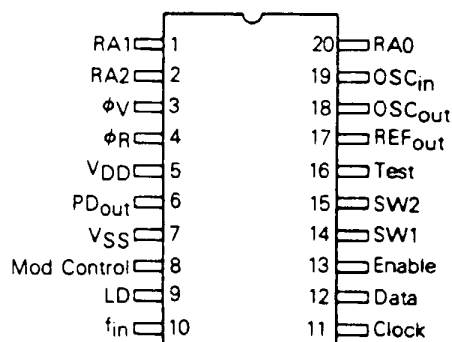 RA1 1 20 RA0
RA2 2 19 OSCin
ϕV 3 18 OSCout
ϕR 4 17 REFout
VDD 5 16 Test
PDout 6 15 SW2
VSS 7 14 SW1
Mod Control 8 13 Enable
LD 9 12 Data
fin 10 11 Clock